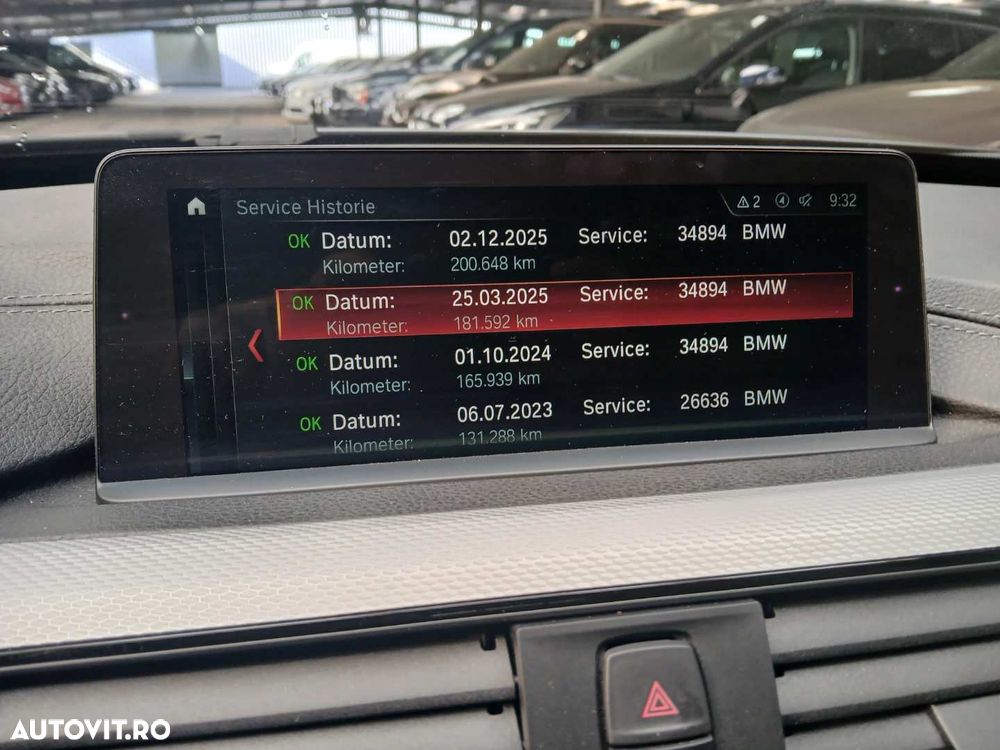 Service Historie 2 9:32
OK Datum: 02.12.2025 Service: 34894 BMW
Kilometer: 200.648 km
OK Datum: 25.03.2025 Service: 34894 BMW
Kilometer: 181.592 km
OK Datum: 01.10.2024 Service: 34894 BMW
Kilometer: 165.939 km
OK Datum: 06.07.2023 Service: 26636 BMW
Kilometer: 131.288 km
AUTOVIT.RO